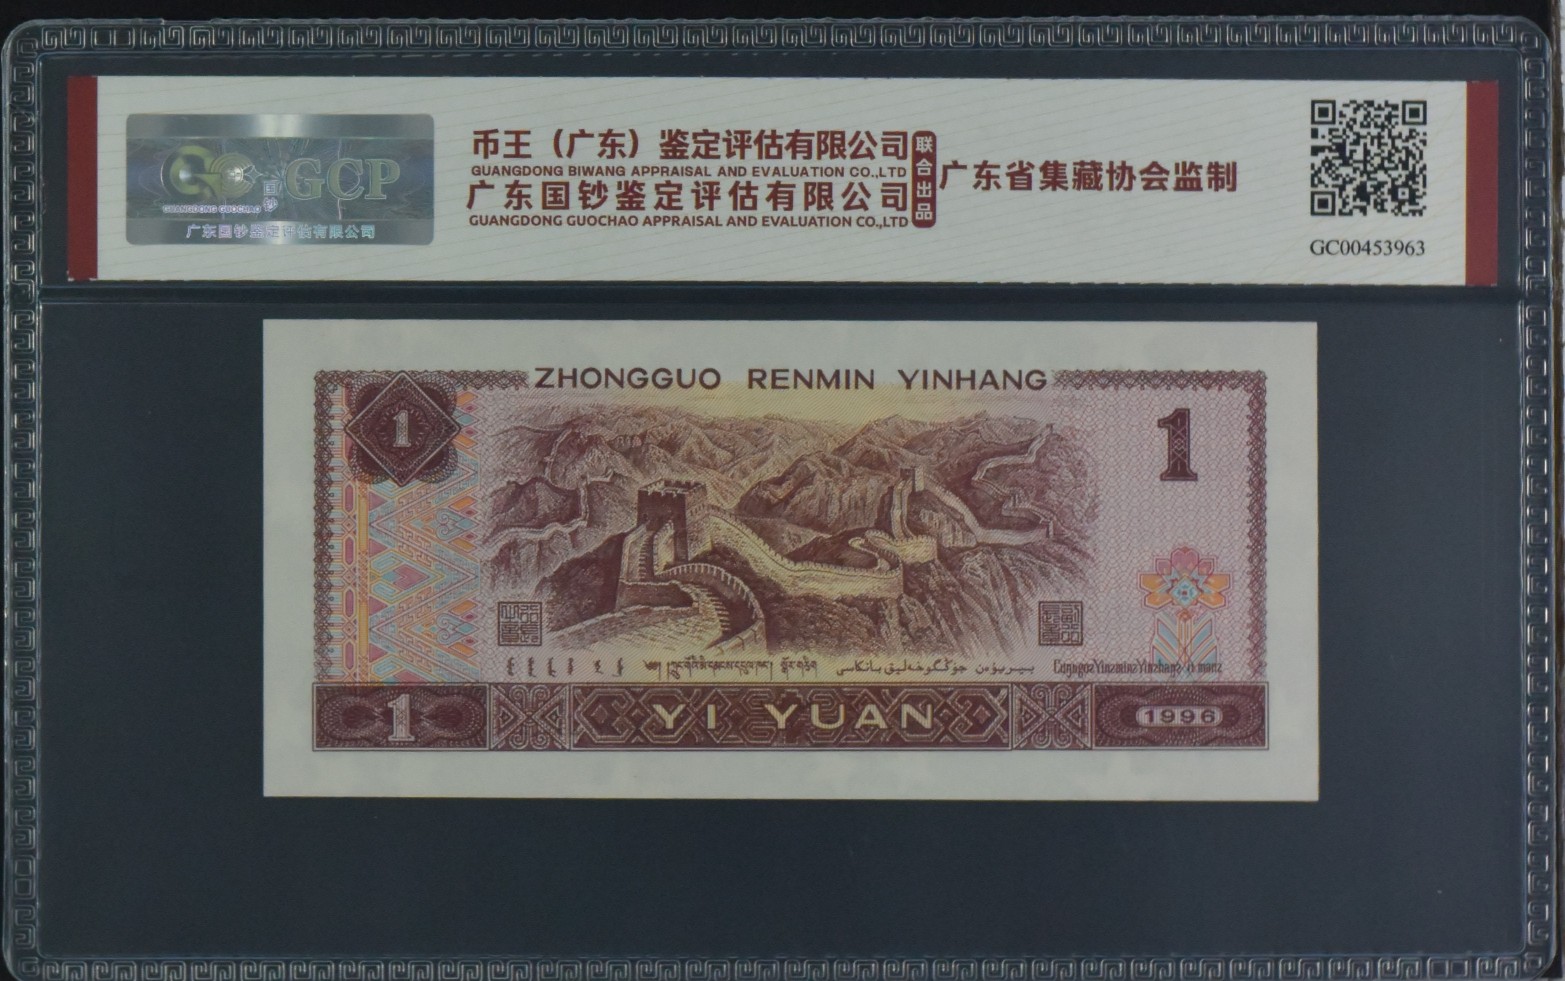 GCP
国
钞
GUANGDONG GUOCHAO
广东国钞鉴定评估有限公司
币王（广东）鉴定评估有限公司
GUANGDONG BIWANG APPRAISAL AND EVALUATION CO.,LTD
广东国钞鉴定评估有限公司
GUANGDONG GUOCHAO APPRAISAL AND EVALUATION CO.,LTD
联合出品
广东省集藏协会监制
GC00453963
ZHONGGUO RENMIN YINHANG
1
1
1
YI YUAN
1996